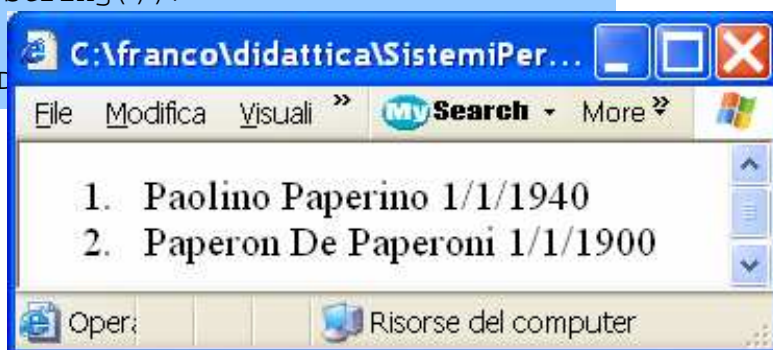 C:\franco\didattica\SistemiPer...
File Modifica Visuali » MySearch More »
1. Paolino Paperino 1/1/1940
2. Paperon De Paperoni 1/1/1900
Risorse del computer